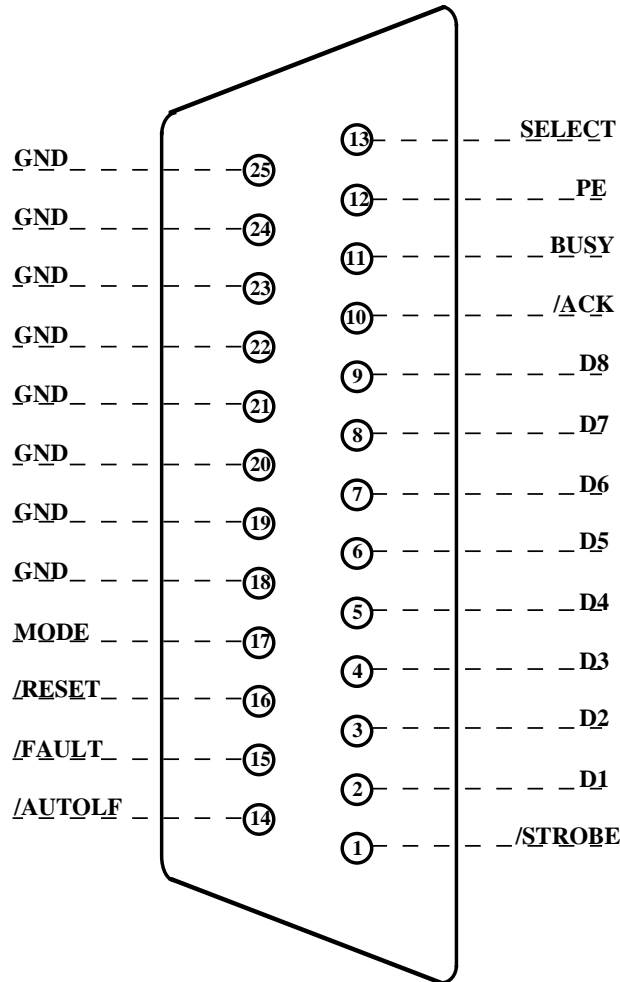 13 SELECT
GND 25
12 PE
GND 24
11 BUSY
GND 23
10 /ACK
GND 22
9 D8
GND 21
8 D7
GND 20
7 D6
GND 19
6 D5
GND 18
5 D4
MODE 17
4 D3
/RESET 16
3 D2
/FAULT 15
2 D1
/AUTOLF 14
1 /STROBE